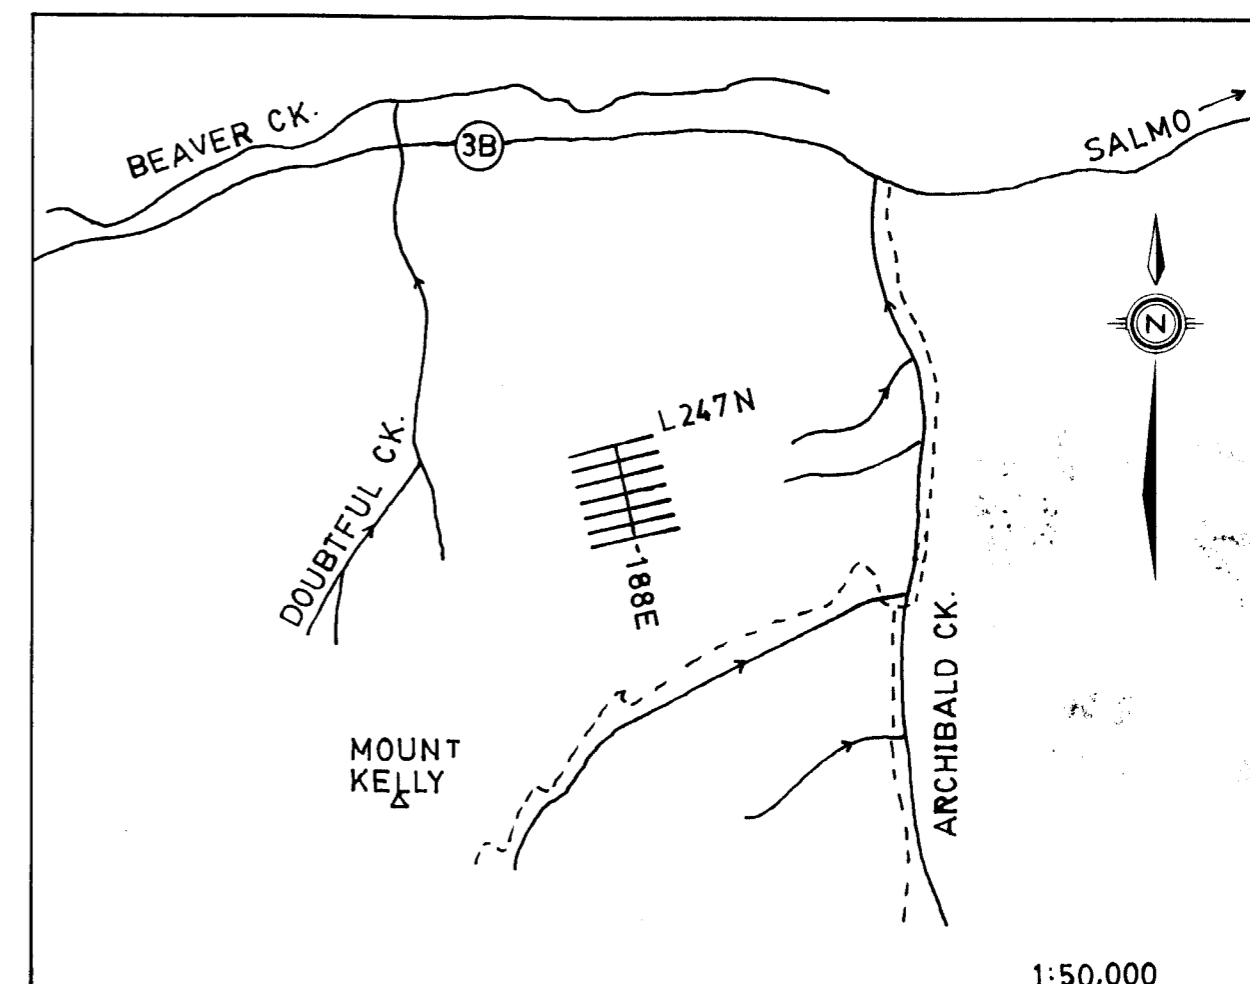 BEAVER CK.
3B
SALMO
N
L247N
DOUBTFUL CK.
188E
ARCHIBALD CK.
MOUNT
KELLY
1:50,000